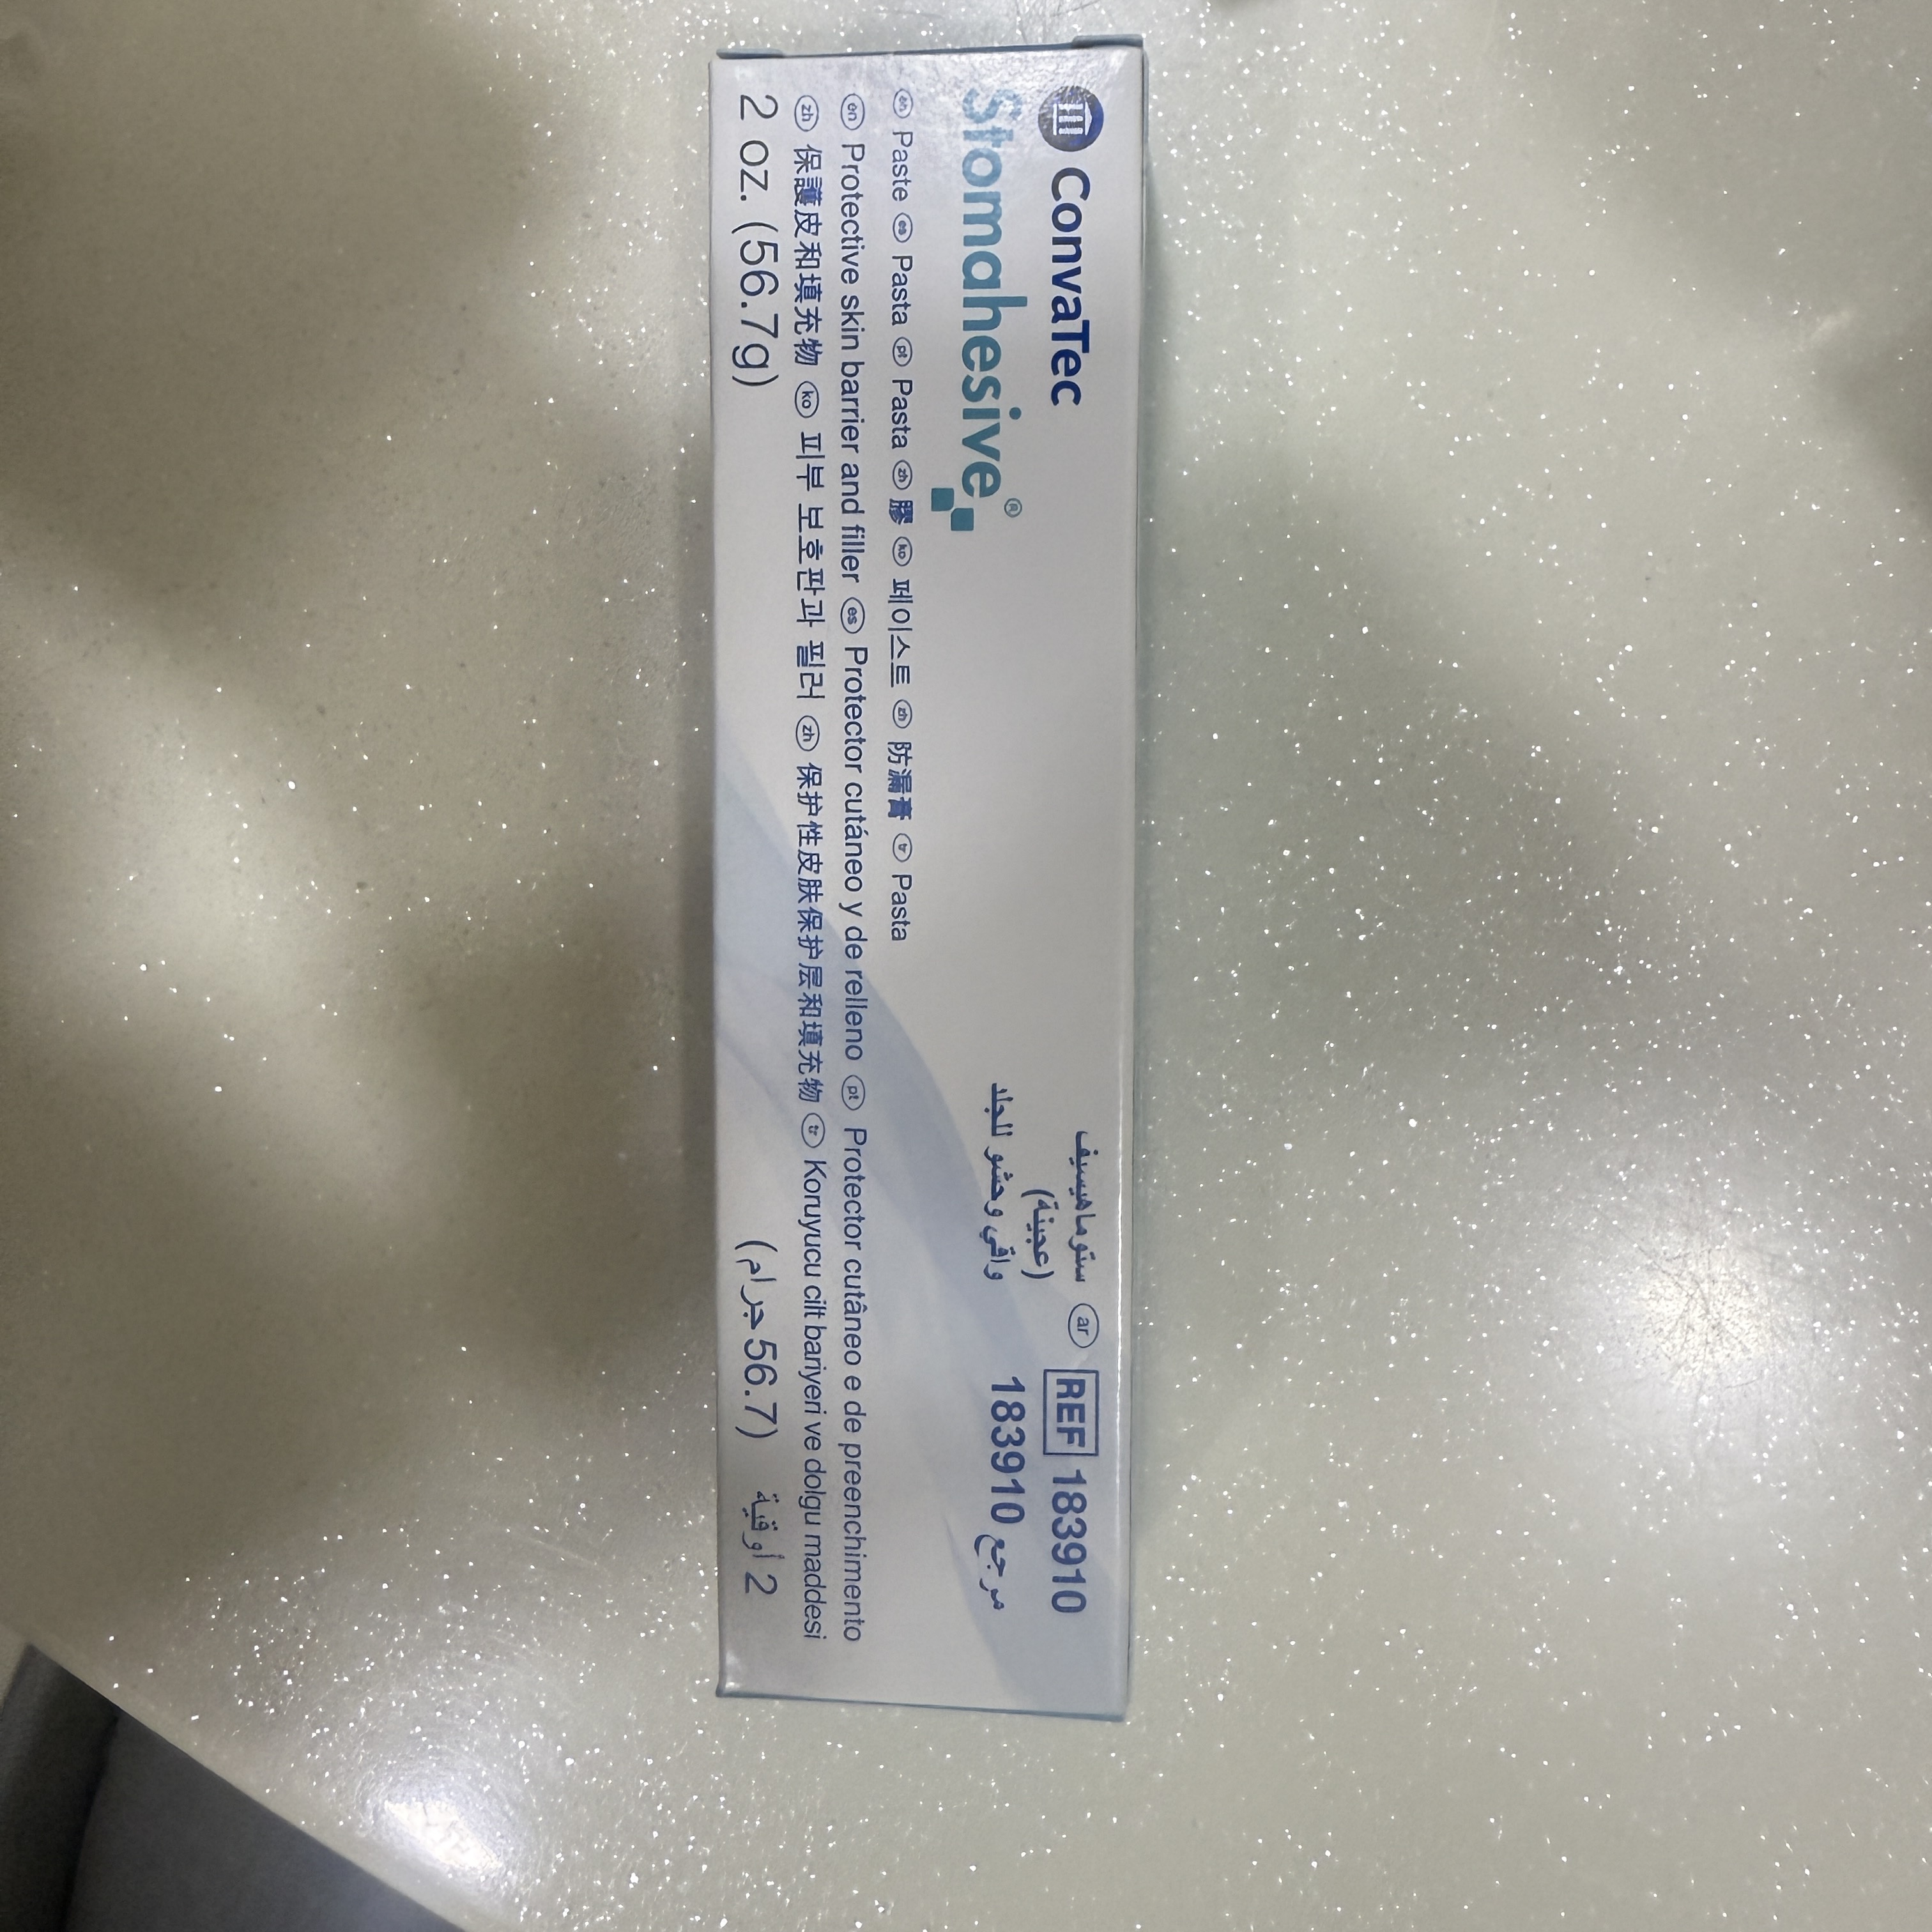 ConvaTec
Stomahesive®
en Paste es Pasta pt Pasta zh 膠 ko 페이스트 zh 防漏膏 tr Pasta
en Protective skin barrier and filler es Protector cutáneo y de relleno pt Protector cutâneo e de preenchimento
zh 保護皮和填充物 ko 피부 보호판과 필러 zh 保护性皮肤保护层和填充物 tr Koruyucu cilt bariyeri ve dolgu maddesi
2 oz. (56.7g)
ar ستوماهيسيف
(عجينة)
واقي وحشو للجلد
REF 183910
مرجع 183910
2 أوقية (56.7جرام)